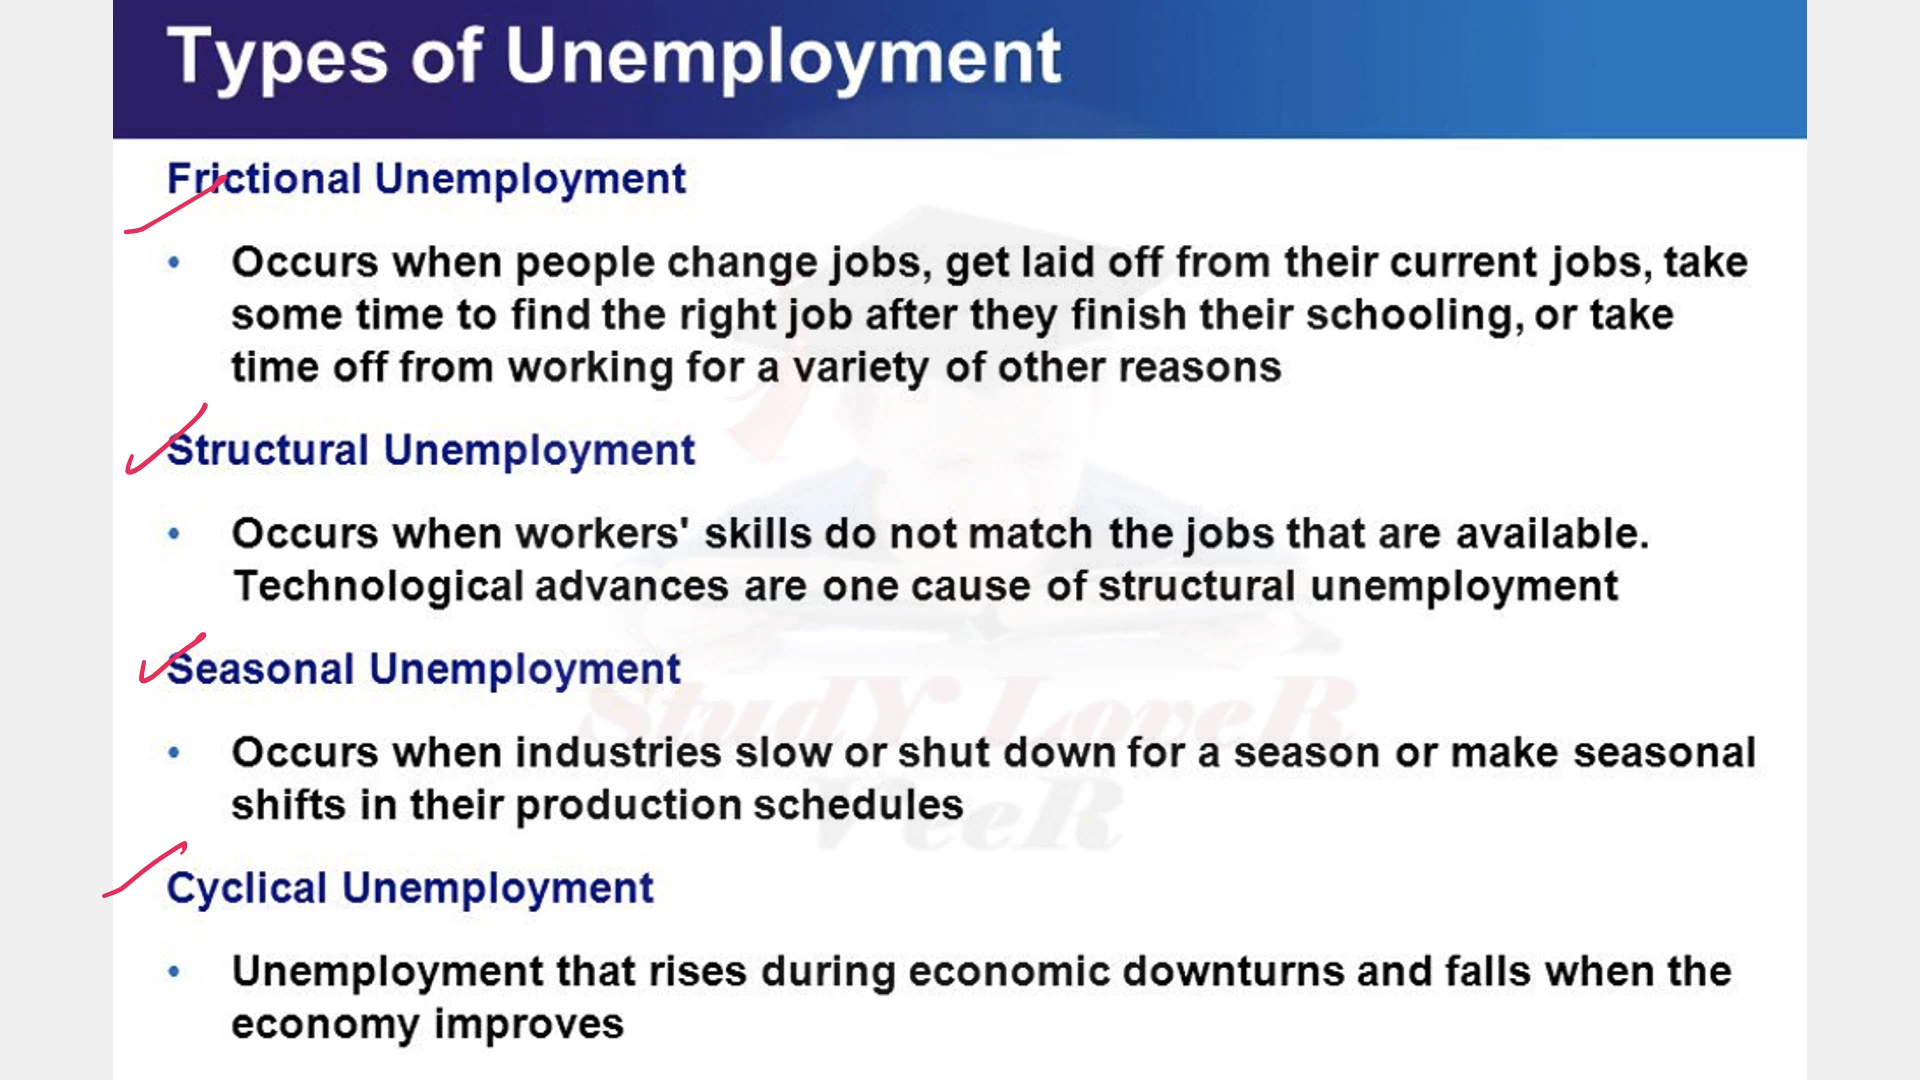 Types of Unemployment
Frictional Unemployment
• Occurs when people change jobs, get laid off from their current jobs, take
some time to find the right job after they finish their schooling, or take
time off from working for a variety of other reasons
Structural Unemployment
• Occurs when workers' skills do not match the jobs that are available.
Technological advances are one cause of structural unemployment
Seasonal Unemployment
StudY LoveR
• Occurs when industries slow or shut down for a season or make seasonal
shifts in their production schedules
VeeR
Cyclical Unemployment
• Unemployment that rises during economic downturns and falls when the
economy improves